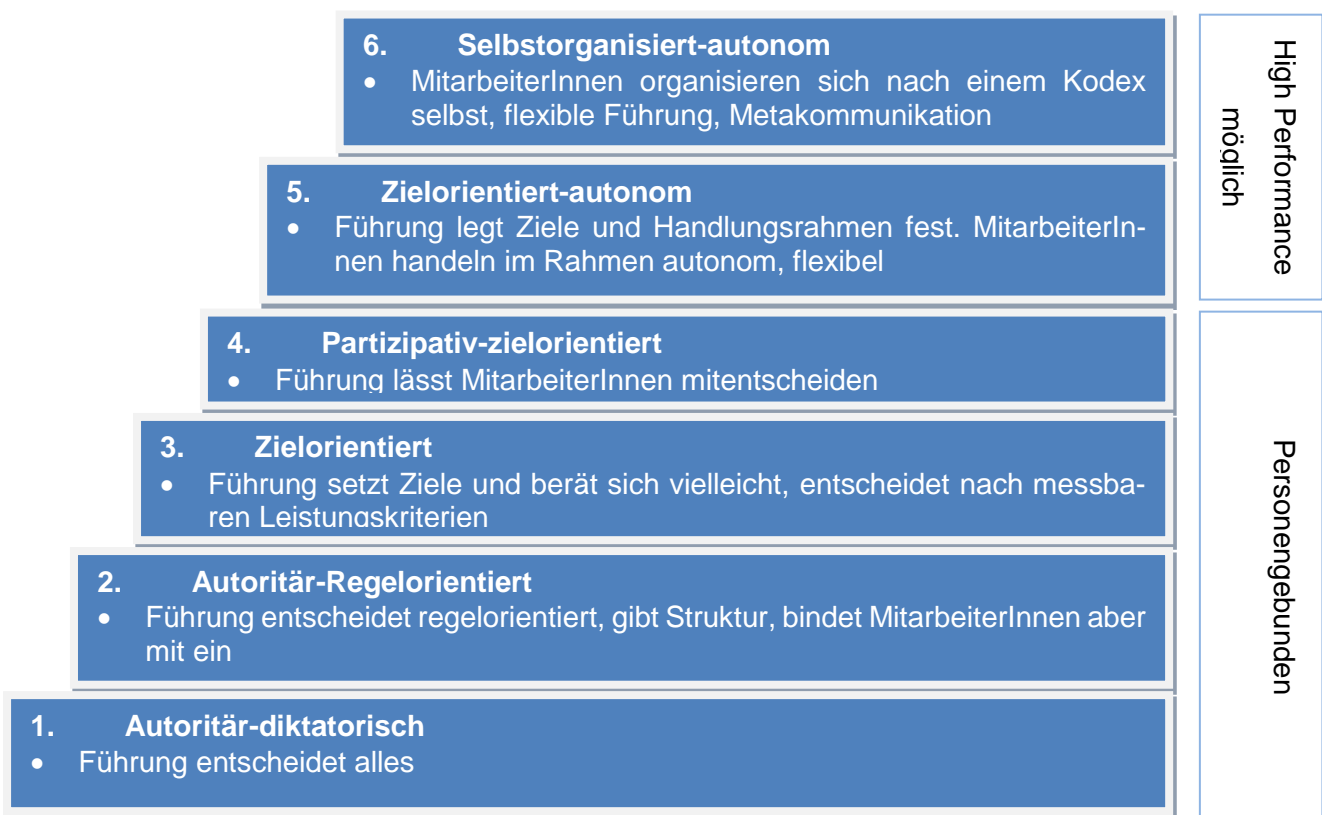 6. Selbstorganisiert-autonom
• MitarbeiterInnen organisieren sich nach einem Kodex
selbst, flexible Führung, Metakommunikation
5. Zielorientiert-autonom
• Führung legt Ziele und Handlungsrahmen fest. MitarbeiterIn-
nen handeln im Rahmen autonom, flexibel
4. Partizipativ-zielorientiert
• Führung lässt MitarbeiterInnen mitentscheiden
3. Zielorientiert
• Führung setzt Ziele und berät sich vielleicht, entscheidet nach messba-
ren Leistungskriterien
2. Autoritär-Regelorientiert
• Führung entscheidet regelorientiert, gibt Struktur, bindet MitarbeiterInnen aber
mit ein
1. Autoritär-diktatorisch
• Führung entscheidet alles
High Performance
möglich
Personengebunden